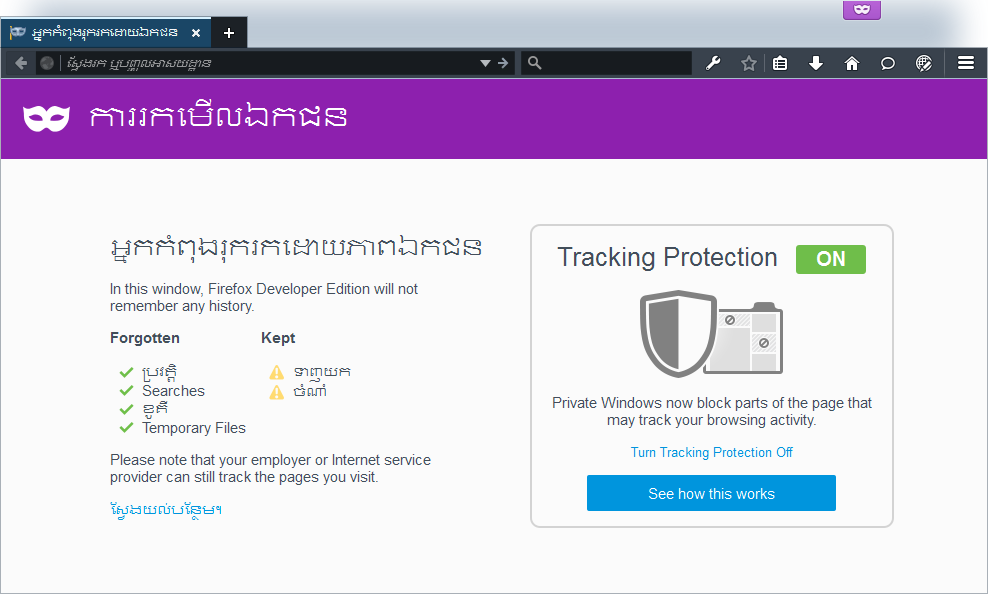 អ្នកកំពុងរុករកដោយឯកជន
ស្វែងរក ឬបញ្ចូលអាសយដ្ឋាន
ការរកមើលឯកជន
អ្នកកំពុងរុករកដោយភាពឯកជន
In this window, Firefox Developer Edition will not
remember any history.
Forgotten
Kept
ប្រវត្តិ
ទាញយក
Searches
ចំណាំ
ខូគី
Temporary Files
Please note that your employer or Internet service
provider can still track the pages you visit.
ស្វែងយល់បន្ថែម។
Tracking Protection
ON
Private Windows now block parts of the page that
may track your browsing activity.
Turn Tracking Protection Off
See how this works